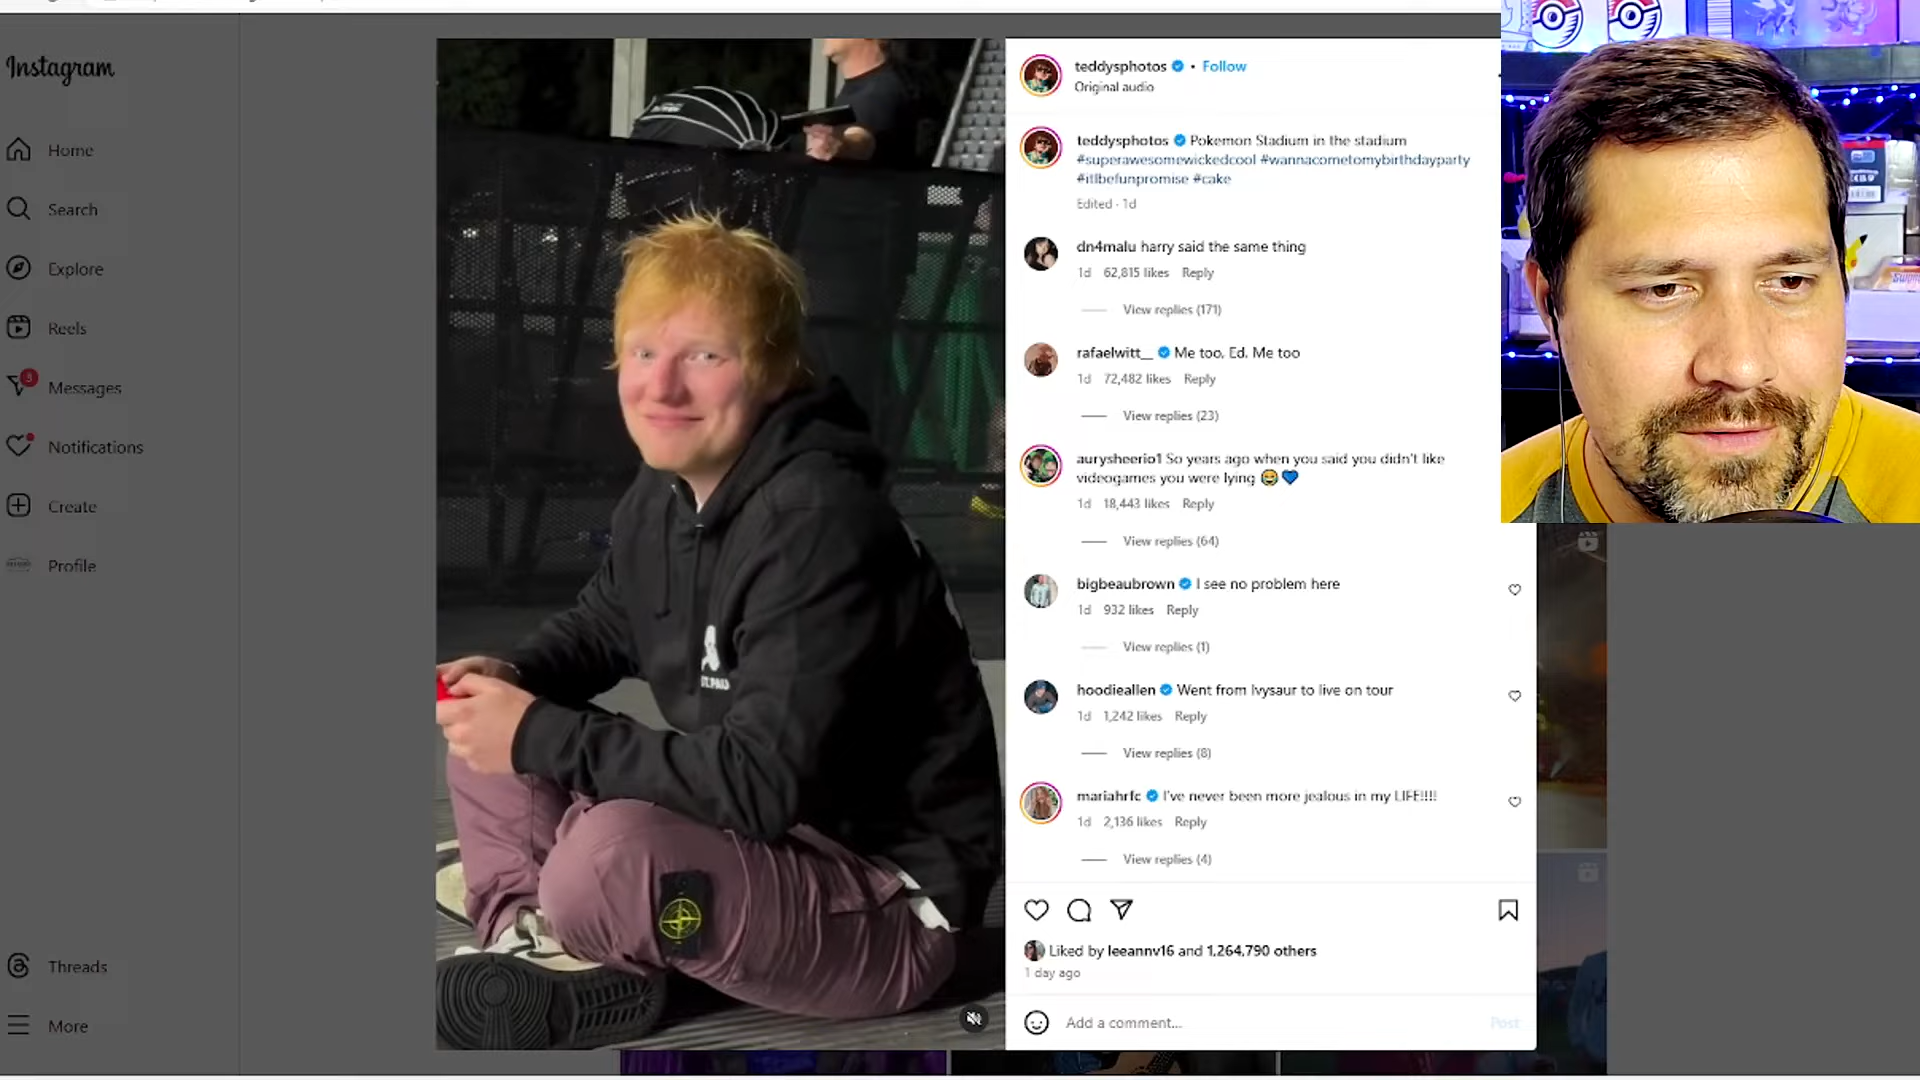 Instagram
Home
Search
Explore
Reels
3
Messages
Notifications
Create
Profile
Threads
More
ST.PAULI
teddysphotos • Follow
Original audio
teddysphotos Pokemon Stadium in the stadium
#superawesomewickedcool #wannacometomybirthdayparty
#itlbefunpromise #cake
Edited · 1d
dn4malu harry said the same thing
1d 62,815 likes Reply
View replies (171)
rafaelwitt__ Me too, Ed. Me too
1d 72,482 likes Reply
View replies (23)
aurysheerio1 So years ago when you said you didn't like
videogames you were lying 😂💙
1d 18,443 likes Reply
View replies (64)
bigbeaubrown I see no problem here
1d 932 likes Reply
View replies (1)
hoodieallen Went from Ivysaur to live on tour
1d 1,242 likes Reply
View replies (8)
mariahrfc I've never been more jealous in my LIFE!!!!
1d 2,136 likes Reply
View replies (4)
Liked by leeannv16 and 1,264,790 others
1 day ago
Add a comment...
Post